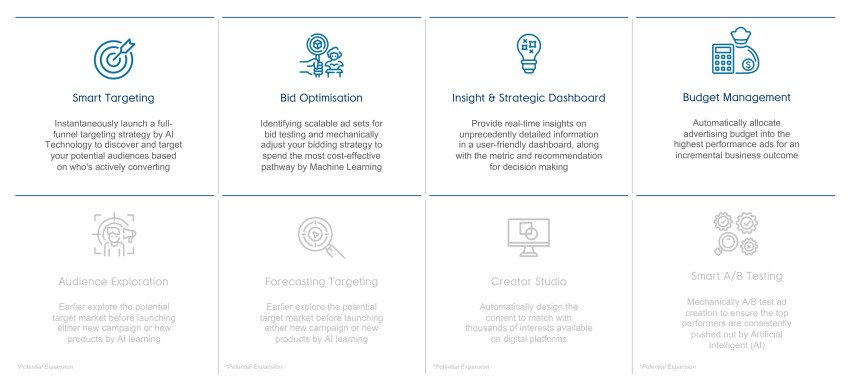 Smart Targeting
Instantaneously launch a full-
funnel targeting strategy by AI
Technology to discover and target
your potential audiences based
on who's actively converting
Bid Optimisation
Identifying scalable ad sets for
bid testing and mechanically
adjust your bidding strategy to
spend the most cost-effective
pathway by Machine Learning
Insight & Strategic Dashboard
Provide real-time insights on
unprecedently detailed information
in a user-friendly dashboard, along
with the metric and recommendation
for decision making
Budget Management
Automatically allocate
advertising budget into the
highest performance ads for an
incremental business outcome
Audience Exploration
Earlier explore the potential
target market before launching
either new campaign or new
products by AI learning
*Potential Expansion
Forecasting Targeting
Earlier explore the potential
target market before launching
either new campaign or new
products by AI learning
*Potential Expansion
Creator Studio
Automatically design the
content to match with
thousands of interests available
on digital platforms
*Potential Expansion
Smart A/B Testing
Mechanically A/B test ad
creation to ensure the top
performers are consistently
pushed out by Artificial
Intelligent (AI)
*Potential Expansion